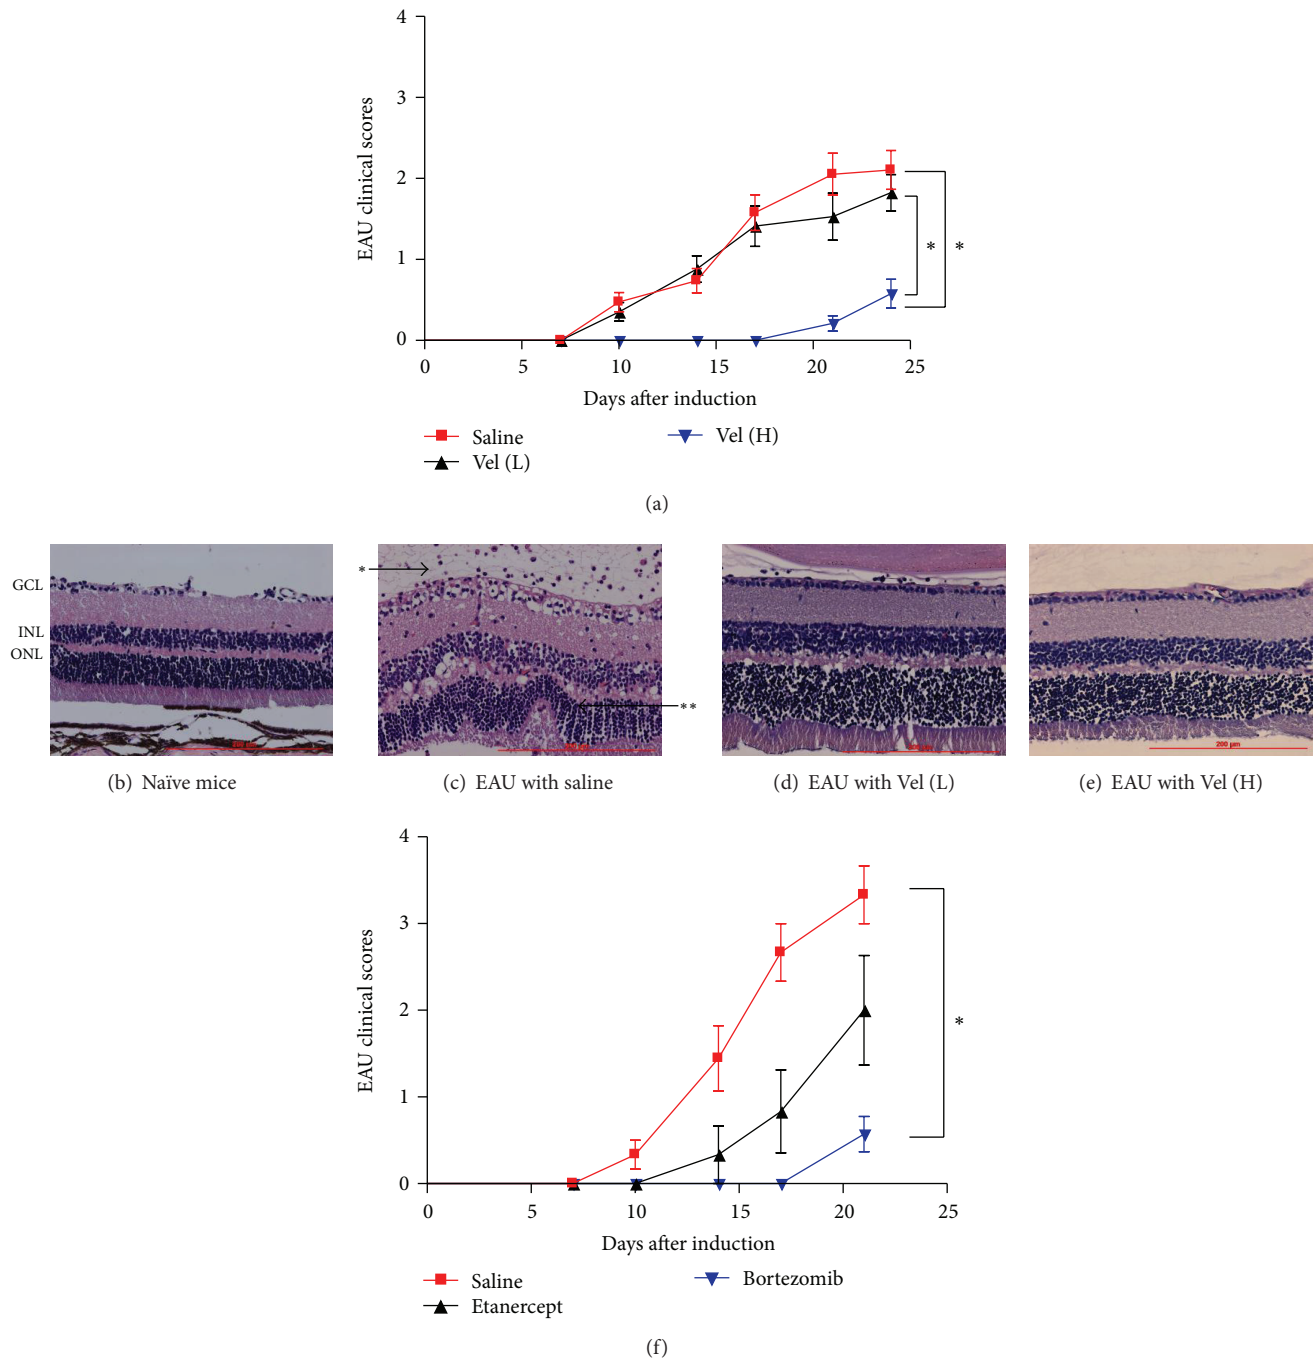 4
3
2
1
0
EAU clinical scores
* *
0 5 10 15 20 25
Days after induction
Saline Vel (H)
Vel (L)
(a)
GCL
INL
ONL
*
**
200 µm
(b) Naïve mice (c) EAU with saline (d) EAU with Vel (L) (e) EAU with Vel (H)
4
3
2
1
0
EAU clinical scores
*
0 5 10 15 20 25
Days after induction
Saline Bortezomib
Etanercept
(f)